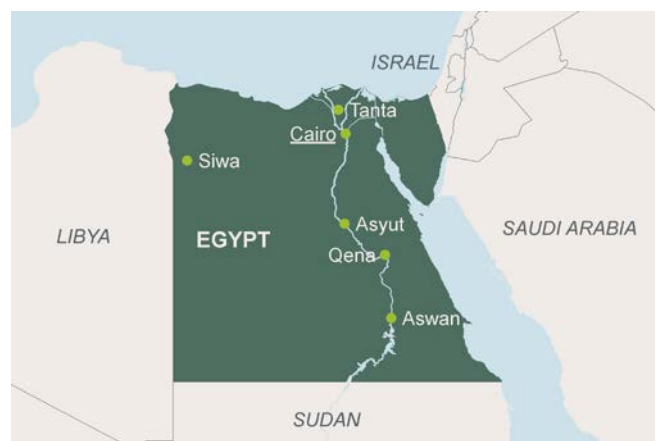 ISRAEL
Tanta
Cairo
Siwa
Asyut
LIBYA
EGYPT
SAUDI ARABIA
Qena
Aswan
SUDAN